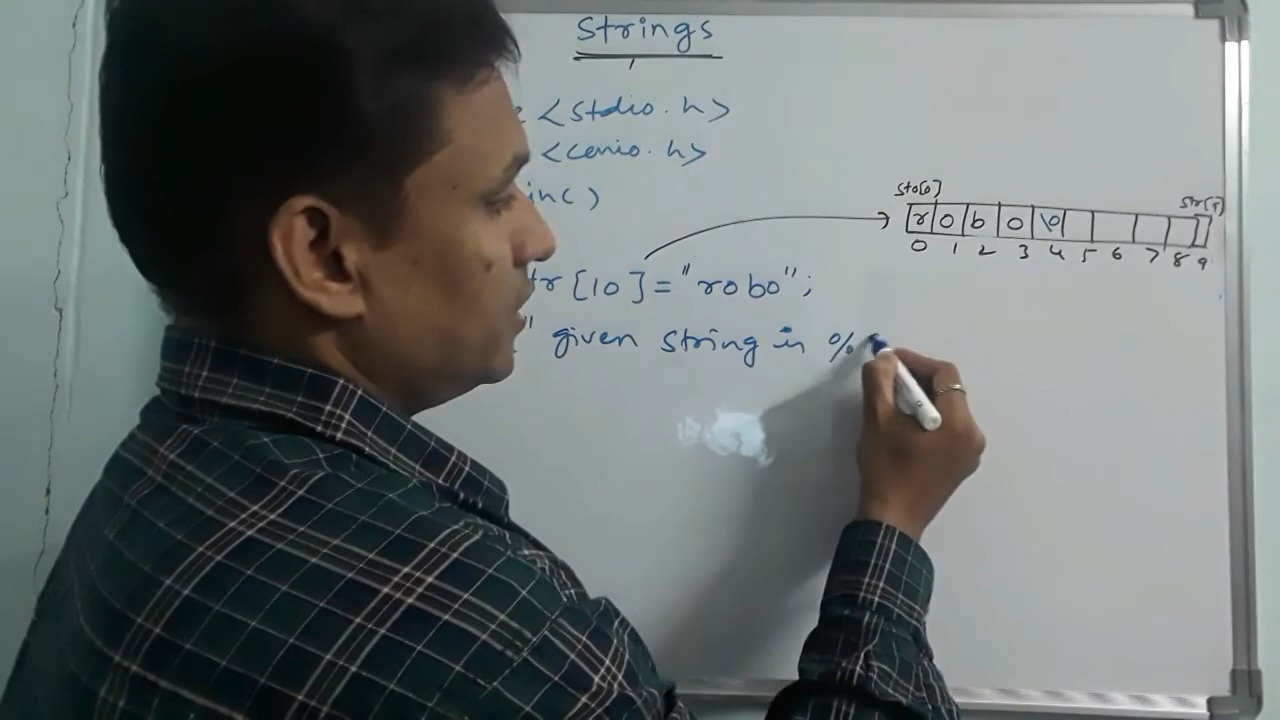 Strings
<stdio.h>
<conio.h>
in()
str[0]
str[9]
r o b o \0
0 1 2 3 4 5 6 7 8 9
tr[10]="robo";
" given string is %s